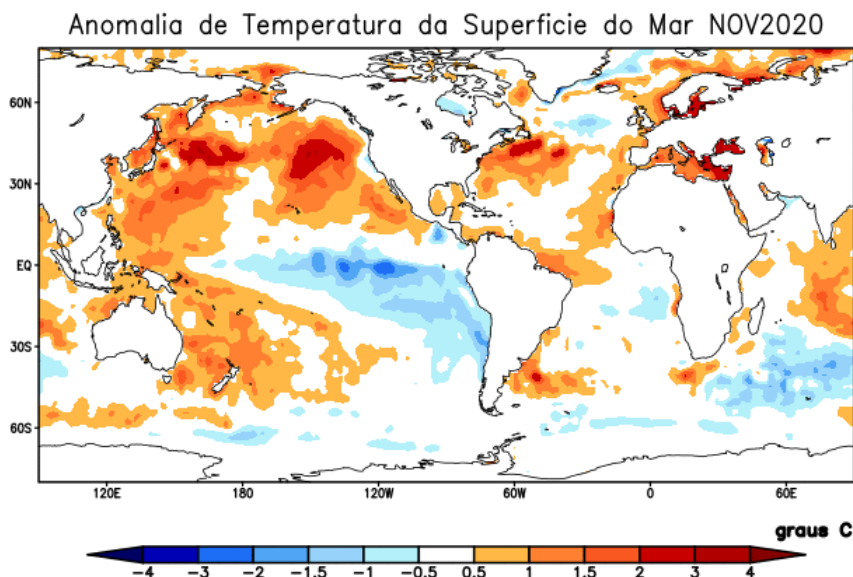 Anomalia de Temperatura da Superficie do Mar NOV2020
60N
30N
EQ
30S
60S
120E 180 120W 60W 0 60E
graus C
-4 -3 -2 -1.5 -1 -0.5 0.5 1 1.5 2 3 4